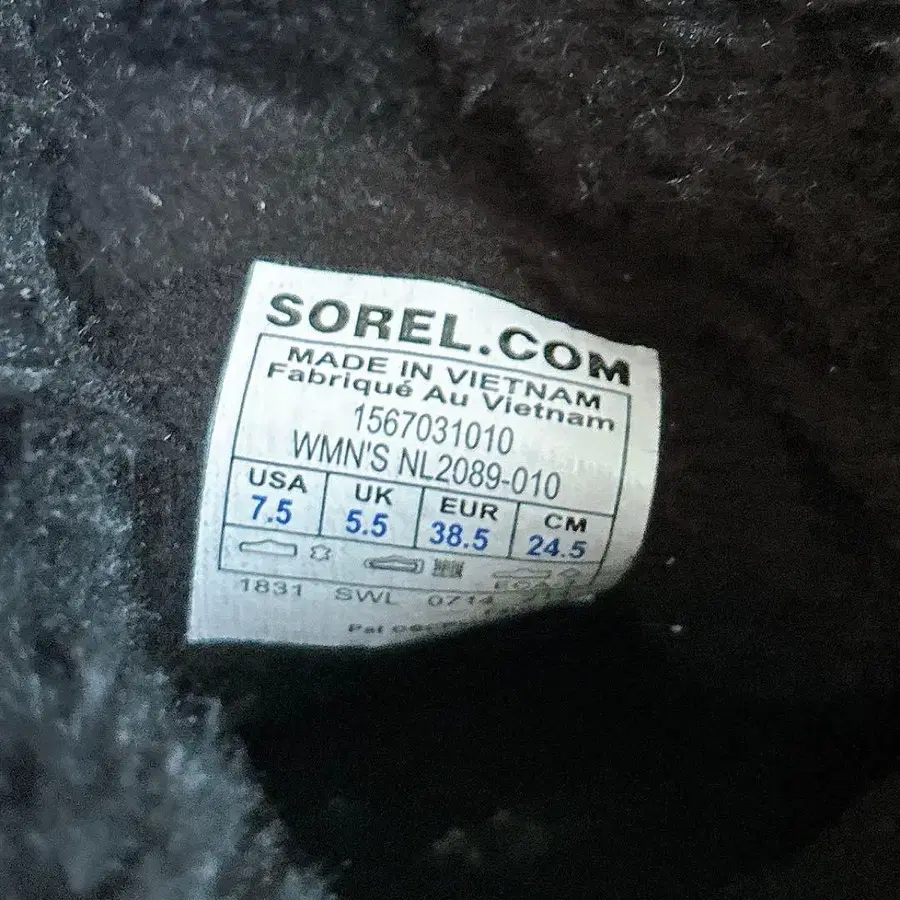 SOREL.COM
MADE IN VIETNAM
Fabriqué Au Vietnam
1567031010
WMN'S NL2089-010
USA UK EUR CM
7.5 5.5 38.5 24.5
1831 SWL